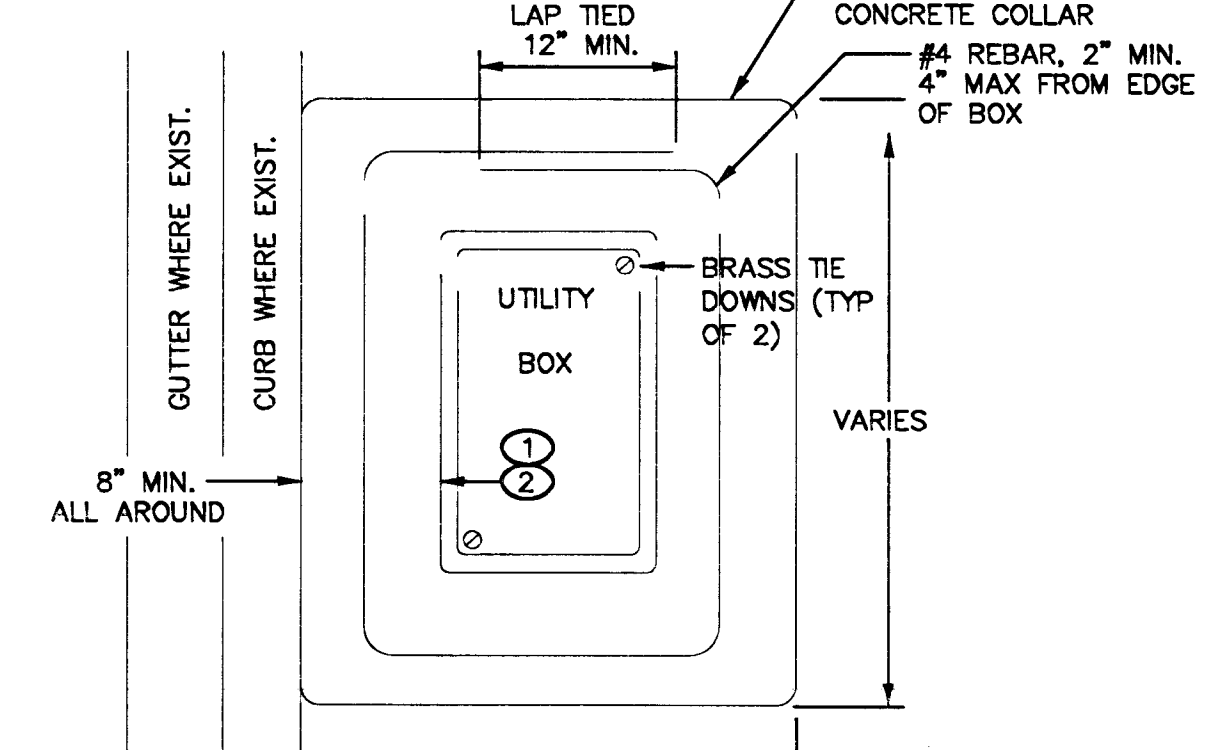 LAP TIED
12" MIN.
CONCRETE COLLAR
#4 REBAR, 2" MIN.
4" MAX FROM EDGE
OF BOX
GUTTER WHERE EXIST.
CURB WHERE EXIST.
BRASS TIE
DOWNS (TYP
OF 2)
UTILITY
BOX
VARIES
1
2
8" MIN.
ALL AROUND